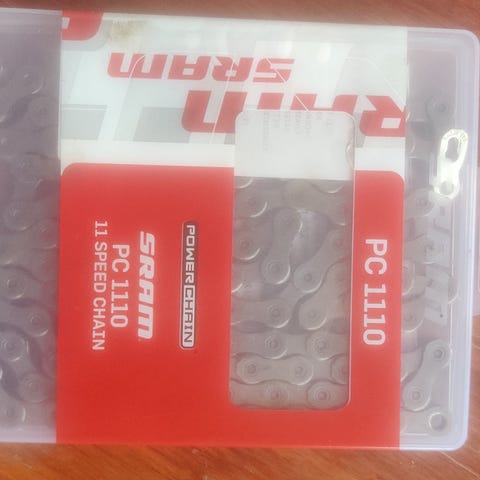 SRAM
SRAM
POWERCHAIN
SRAM
PC 1110
11 SPEED CHAIN
PC 1110